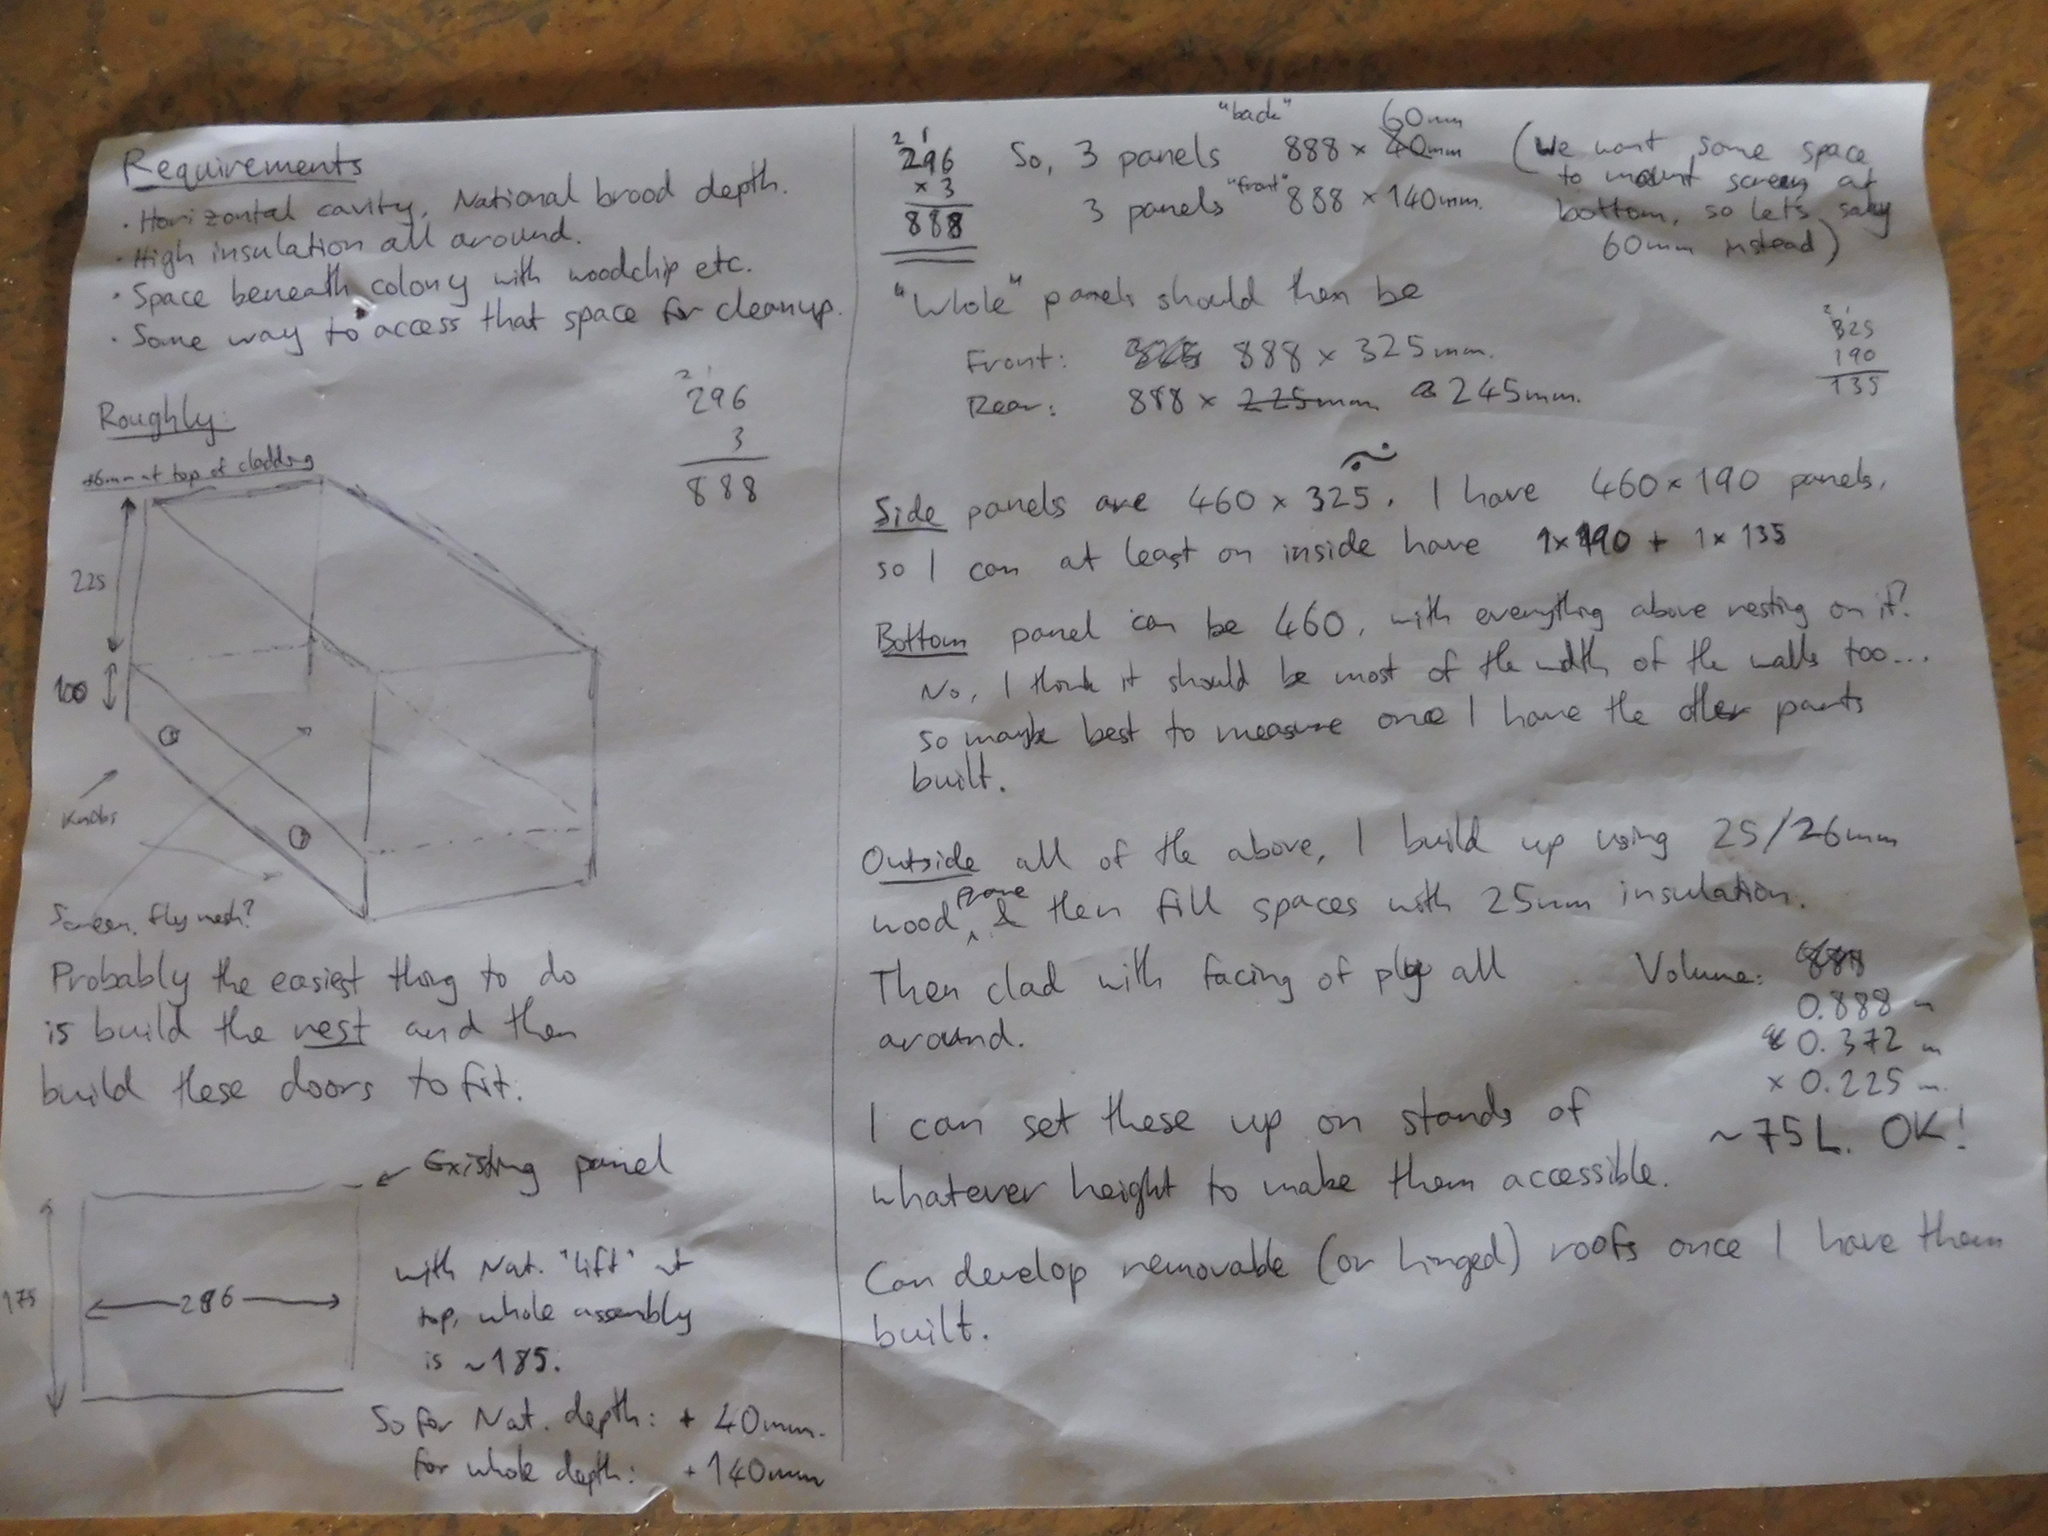 Requirements
· Horizontal cavity, National brood depth.
· High insulation all around.
· Space beneath colony with woodchip etc.
· Some way to access that space for cleanup.
2 1
296
3
888
Roughly:
at top of cladding
225
100
Knobs
Screen, fly mesh?
Probably the easiest thing to do
is build the rest and then
build these doors to fit.
← Existing panel
175
296
with Nat. "lift" at
top, whole assembly
is ~185.
So for Nat. depth: + 40mm.
for whole depth: + 140mm
2 1
296
x 3
888
So, 3 panels "back" 888 x 40mm 60mm
3 panels "front" 888 x 140mm.
(We want some space
to mount screen at
bottom, so lets say
60mm instead)
"Whole" panels should then be
Front: 888 x 325mm.
Rear: 888 x 225mm 245mm.
325
190
135
Side panels are 460 x 325. I have 460 x 190 panels,
so I can at least on inside have 1x190 + 1x135
Bottom panel can be 460, with everything above resting on it?
No, I think it should be most of the width of the walls too...
so maybe best to measure once I have the other parts
built.
Outside all of the above, I build up using 25/26mm
wood frame & then fill spaces with 25mm insulation.
Then clad with facing of ply all
around.
Volume: 888
0.888 m
x 0.372 m
x 0.225 m
~75L. OK!
I can set these up on stands of
whatever height to make them accessible.
Can develop removable (or hinged) roofs once I have them
built.